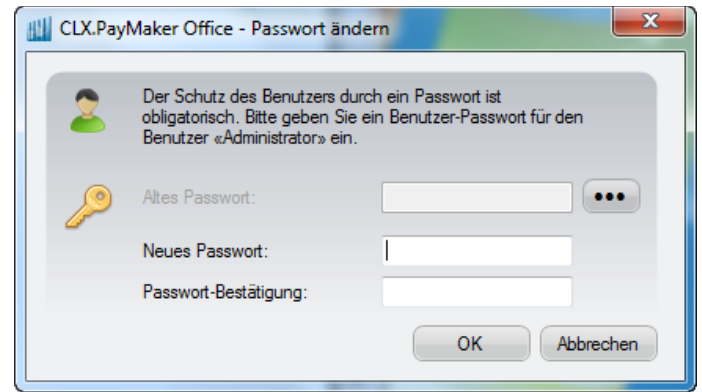 CLX.PayMaker Office - Passwort ändern
Der Schutz des Benutzers durch ein Passwort ist
obligatorisch. Bitte geben Sie ein Benutzer-Passwort für den
Benutzer «Administrator» ein.
Altes Passwort:
Neues Passwort:
Passwort-Bestätigung:
OK
Abbrechen